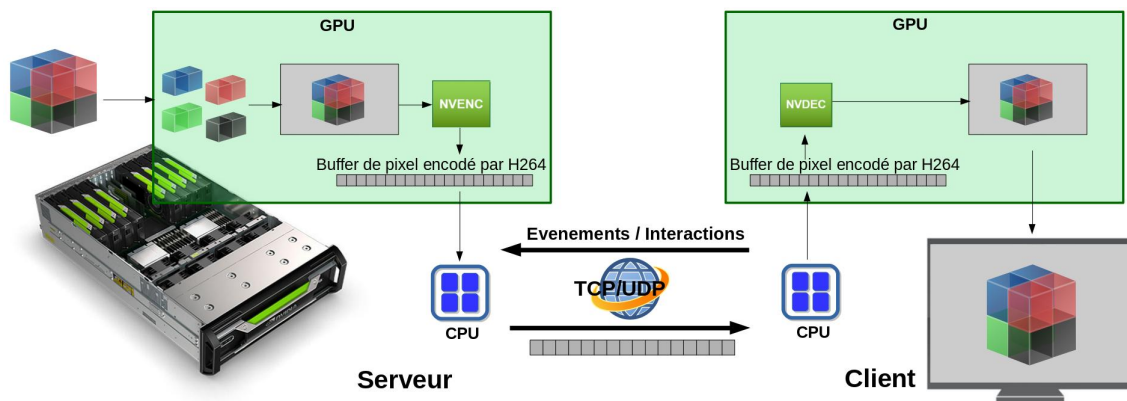 GPU
NVENC
Buffer de pixel encodé par H264
CPU
Serveur
Evenements / Interactions
TCP/UDP
GPU
NVDEC
Buffer de pixel encodé par H264
CPU
Client